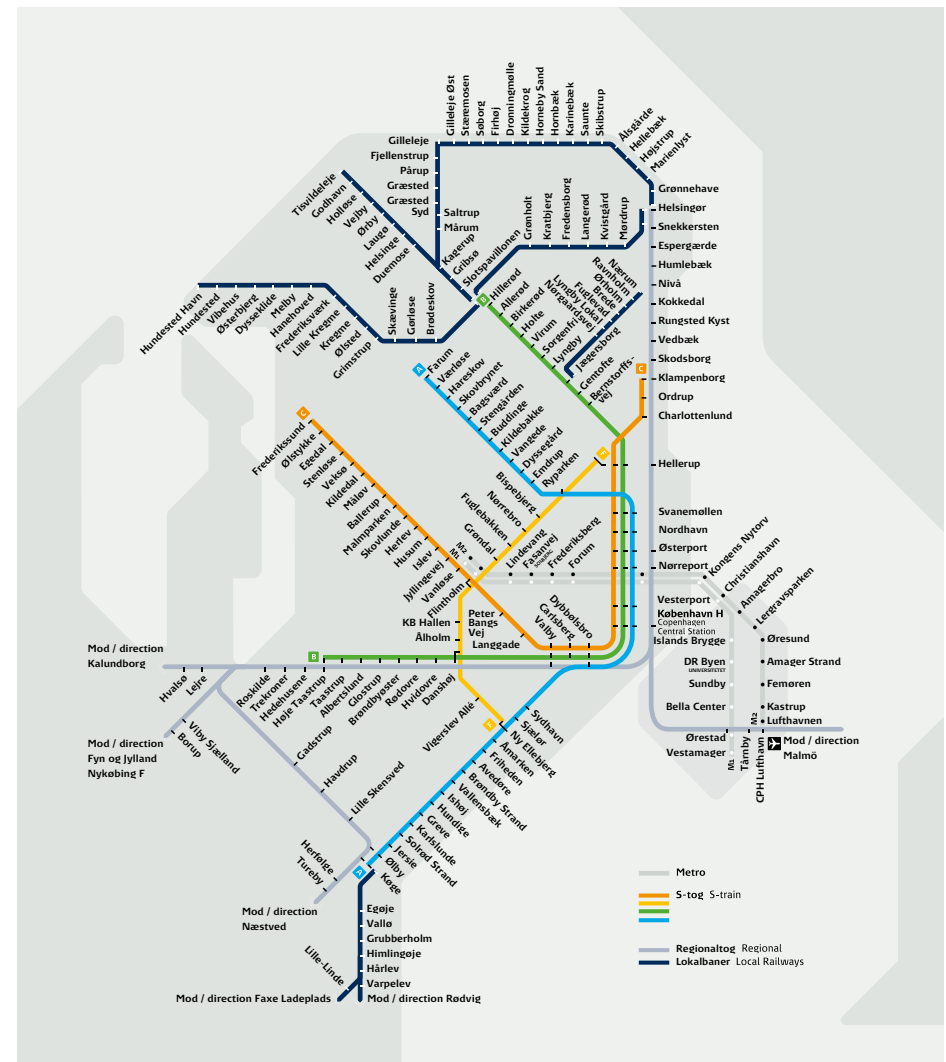 Gilleleje Øst
Stæremosen
Søborg
Firhøj
Dronningmølle
Kildekrog
Horneby Sand
Hornbæk
Karinebæk
Saunte
Skibstrup
Ålsgårde
Hellebæk
Højstrup
Marienlyst
Gilleleje
Fjellenstrup
Pårup
Græsted
Græsted
Syd
Saltrup
Mårum
Kagerup
Gribsø
Slotspavillonen
Grønholt
Kratbjerg
Fredensborg
Langerød
Kvistgård
Mørdrup
Grønnehave
Helsingør
Snekkersten
Espergærde
Humlebæk
Nivå
Kokkedal
Rungsted Kyst
Vedbæk
Skodsborg
Klampenborg
Ordrup
Charlottenlund
Hellerup
Svanemøllen
Nordhavn
Østerport
Nørreport
Vesterport
København H
Copenhagen
Central Station
Tisvildeleje
Godhavn
Holløse
Vejby
Ørby
Laugø
Helsinge
Duemose
Hundested Havn
Hundested
Vibehus
Østerbjerg
Dysseklide
Melby
Hanehoved
Frederiksværk
Lille Kregme
Kregme
Ølsted
Grimstrup
Skævinge
Gørløse
Brødeskov
B
Hillerød
Allerød
Birkerød
Holte
Virum
Sorgenfri
Lyngby
Jægersborg
Gentofte
Bernstorffs-
vej
Nærum
Ravnholm
Ørholm
Brede
Fuglevad
Lyngby Lokal
Nørgaardsvej
A
Farum
Værløse
Hareskov
Skovbrynet
Bagsværd
Stengården
Buddinge
Kildebakke
Vangede
Dyssegård
Emdrup
Ryparken
C
C
Frederikssund
Ølstykke
Egedal
Stenløse
Veksø
Kildedal
Måløv
Ballerup
Malmparken
Skovlunde
Herlev
Husum
Islev
Jyllingevej
Vanløse
Flintholm
Peter
Bangs
Vej
Langgade
Valby
Carlsberg
Dybbølsbro
F
Bispebjerg
Nørrebro
Fuglebakken
Grøndal
KB Hallen
Ålholm
Vigerslev Allé
F
Ny Ellebjerg
M1
M2
Lindevang
Fasanvej
SOLBJERG
Frederiksberg
Forum
Kongens Nytorv
Christianshavn
Amagerbro
Lergravsparken
Øresund
Amager Strand
Femøren
Kastrup
Lufthavnen
M2
Islands Brygge
DR Byen
UNIVERSITETET
Sundby
Bella Center
Ørestad
Vestamager
M1
Tårnby
CPH Lufthavn
Mod / direction
Malmö
Mod / direction
Kalundborg
Hvalsø
Lejre
Roskilde
Trekroner
Hedehusene
B
Høje Taastrup
Taastrup
Albertslund
Glostrup
Brøndbyøster
Rødovre
Hvidovre
Danshøj
Mod / direction
Fyn og Jylland
Nykøbing F
Viby Sjælland
Borup
Gadstrup
Havdrup
Lille Skensved
Herfølge
Tureby
Mod / direction
Næstved
Sydhavn
Sjælør
Åmarken
Friheden
Avedøre
Brøndby Strand
Vallensbæk
Ishøj
Hundige
Greve
Karlslunde
Solrød Strand
Jersie
Ølby
Køge
A
Egøje
Vallø
Grubberholm
Himlingøje
Hårlev
Varpelev
Lille-Linde
Mod / direction Faxe Ladeplads
Mod / direction Rødvig
Metro
S-tog S-train
Regionaltog Regional
Lokalbaner Local Railways